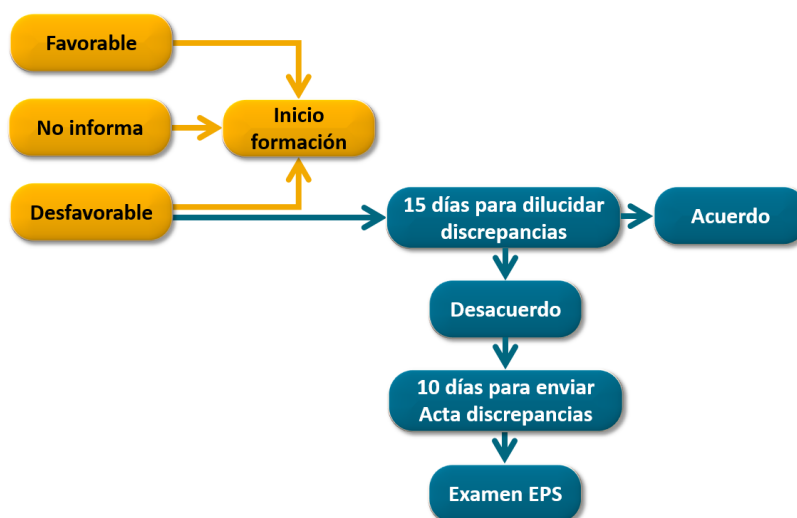 Favorable
No informa
Inicio
formación
Desfavorable
15 días para dilucidar
discrepancias
Acuerdo
Desacuerdo
10 días para enviar
Acta discrepancias
Examen EPS